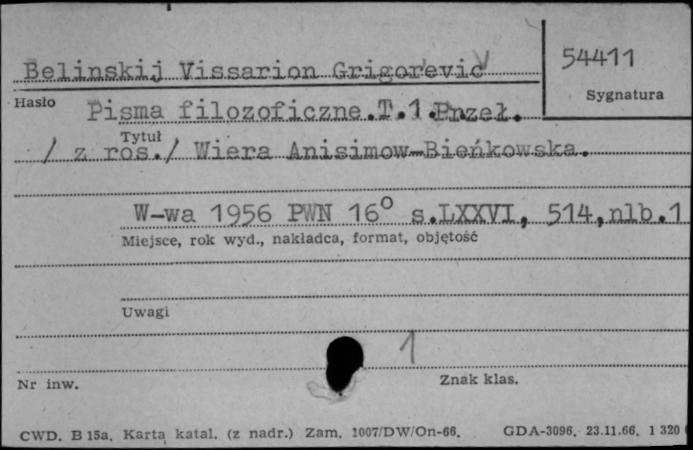 54411
Belinskij Vissarion Grigor'evič
Sygnatura
Hasło Pisma filozoficzne.T.1.Przeł.
Tytuł
/ z ros./ Wiera Anisimow-Bieńkowska.
W-wa 1956 PWN 16° s.LXXVI, 514,nlb.1
Miejsce, rok wyd., nakładca, format, objętość
Uwagi
1
Nr inw. Znak klas.
CWD. B 15a. Karta katal. (z nadr.) Zam. 1007/DW/On-66. GDA-3096. 23.11.66. 1 320